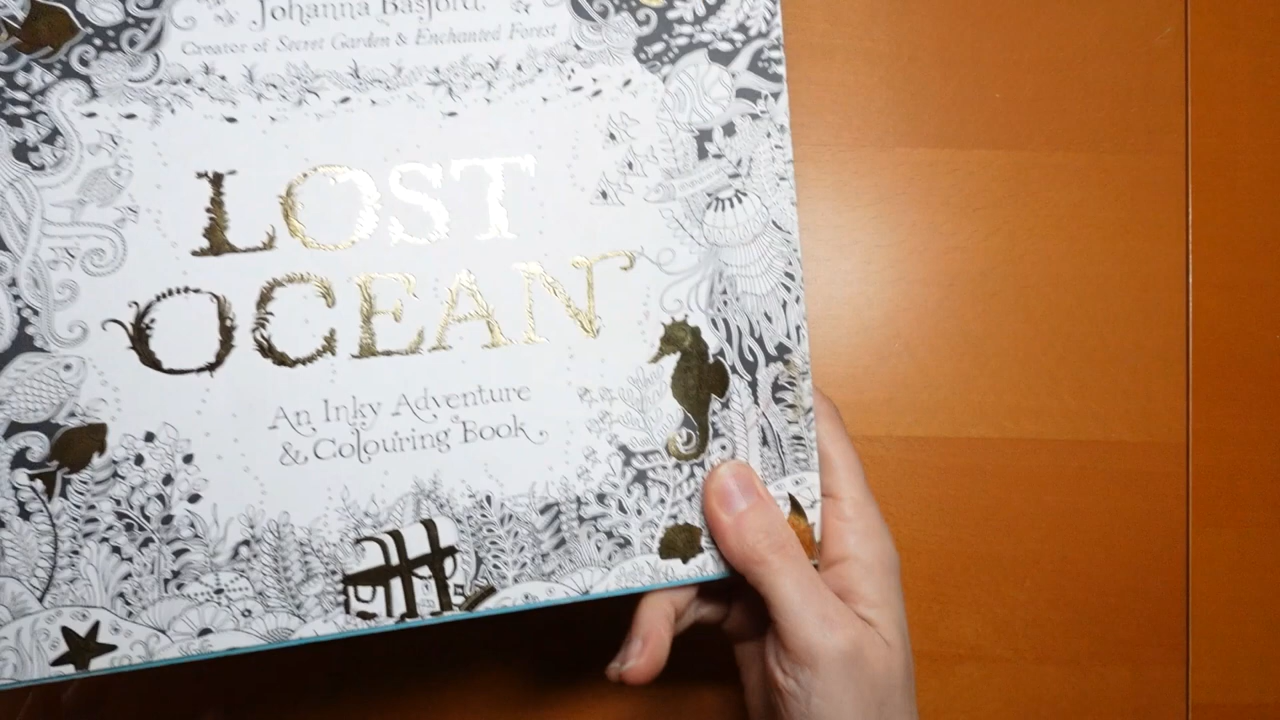 Johanna Basford.
Creator of Secret Garden & Enchanted Forest
LOST
OCEAN
An Inky Adventure
& Colouring Book